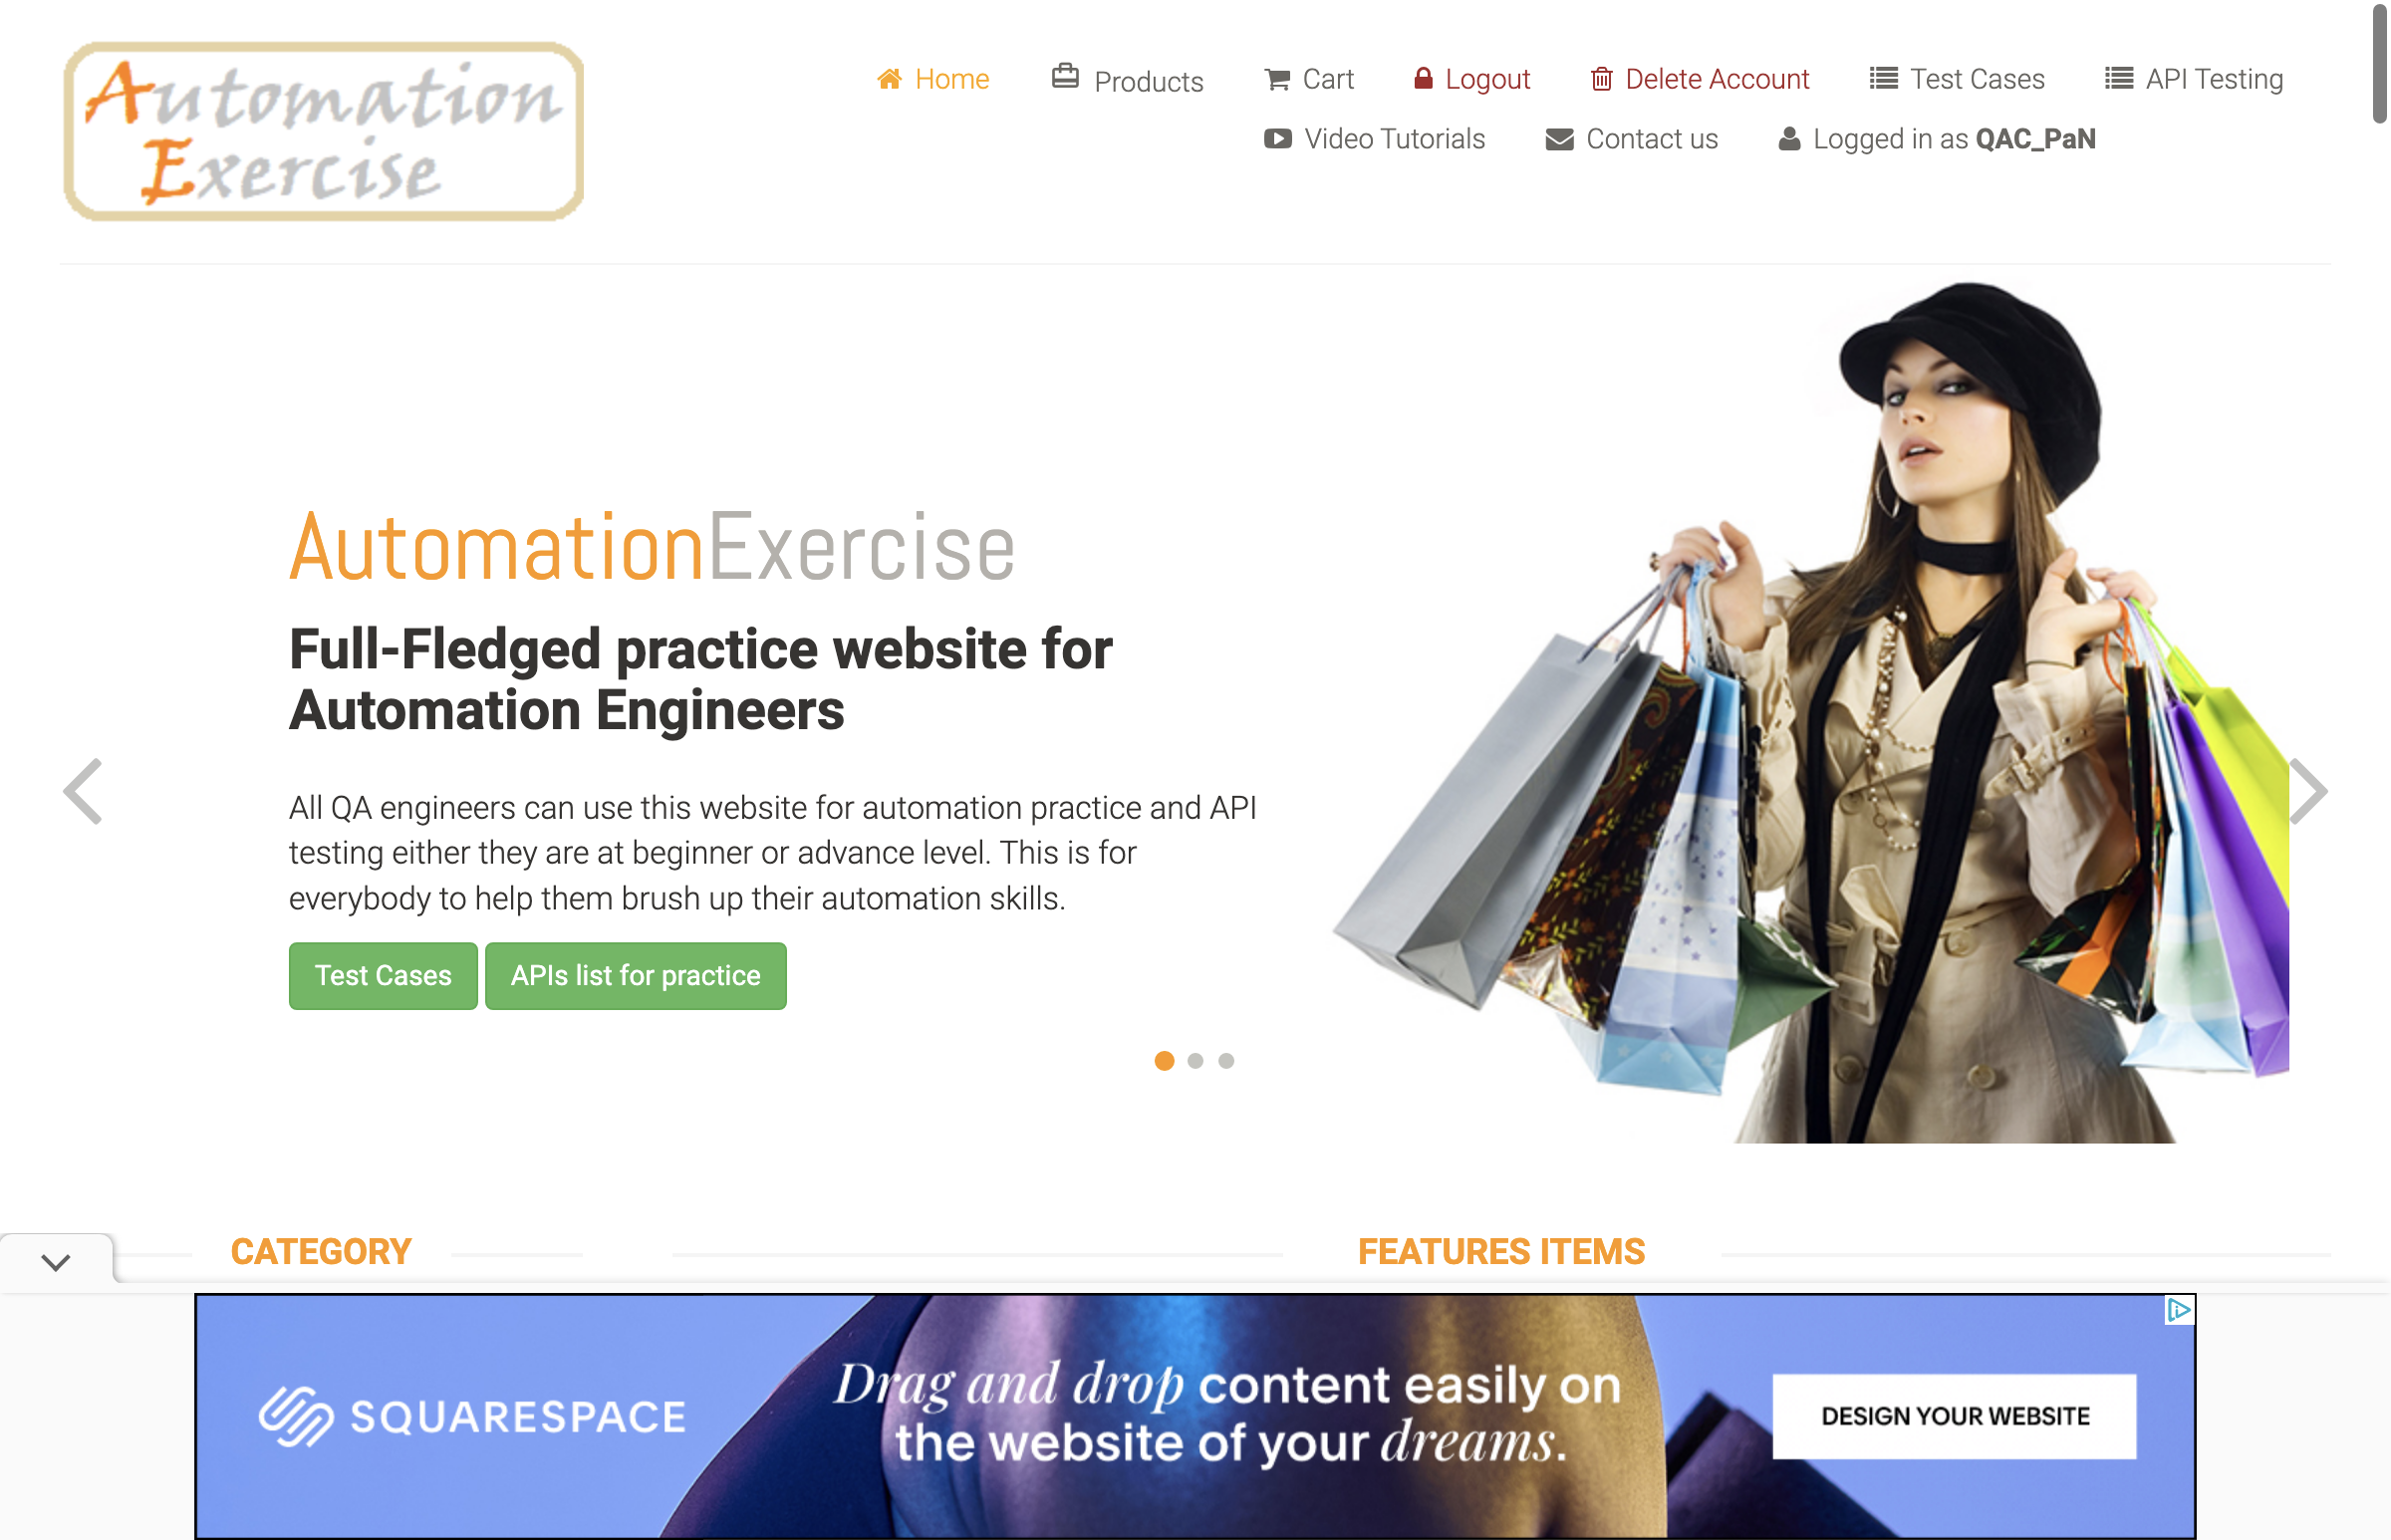 Automation
Exercise
Home
Products
Cart
Logout
Delete Account
Test Cases
API Testing
Video Tutorials
Contact us
Logged in as QAC_PaN
AutomationExercise
Full-Fledged practice website for
Automation Engineers
All QA engineers can use this website for automation practice and API
testing either they are at beginner or advance level. This is for
everybody to help them brush up their automation skills.
Test Cases
APIs list for practice
CATEGORY
FEATURES ITEMS
SQUARESPACE
Drag and drop content easily on
the website of your dreams.
DESIGN YOUR WEBSITE